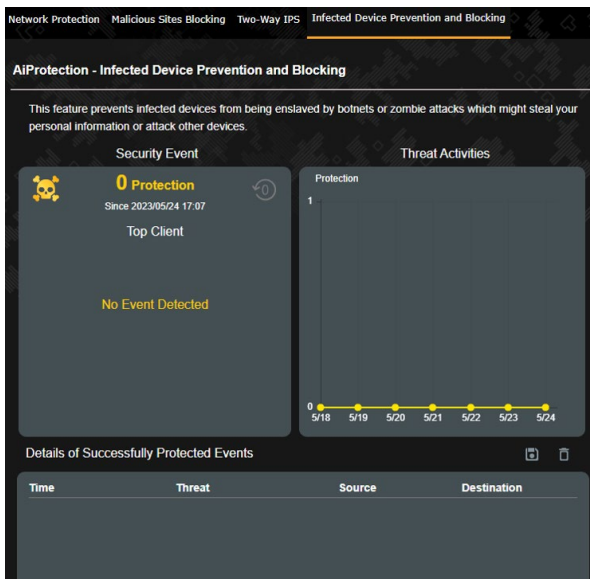 Network Protection Malicious Sites Blocking Two-Way IPS Infected Device Prevention and Blocking
AiProtection - Infected Device Prevention and Blocking
This feature prevents infected devices from being enslaved by botnets or zombie attacks which might steal your
personal information or attack other devices.
Security Event
0 Protection
0
Since 2023/05/24 17:07
Top Client
No Event Detected
Threat Activities
Protection
1
0
5/18 5/19 5/20 5/21 5/22 5/23 5/24
Details of Successfully Protected Events
Time Threat Source Destination